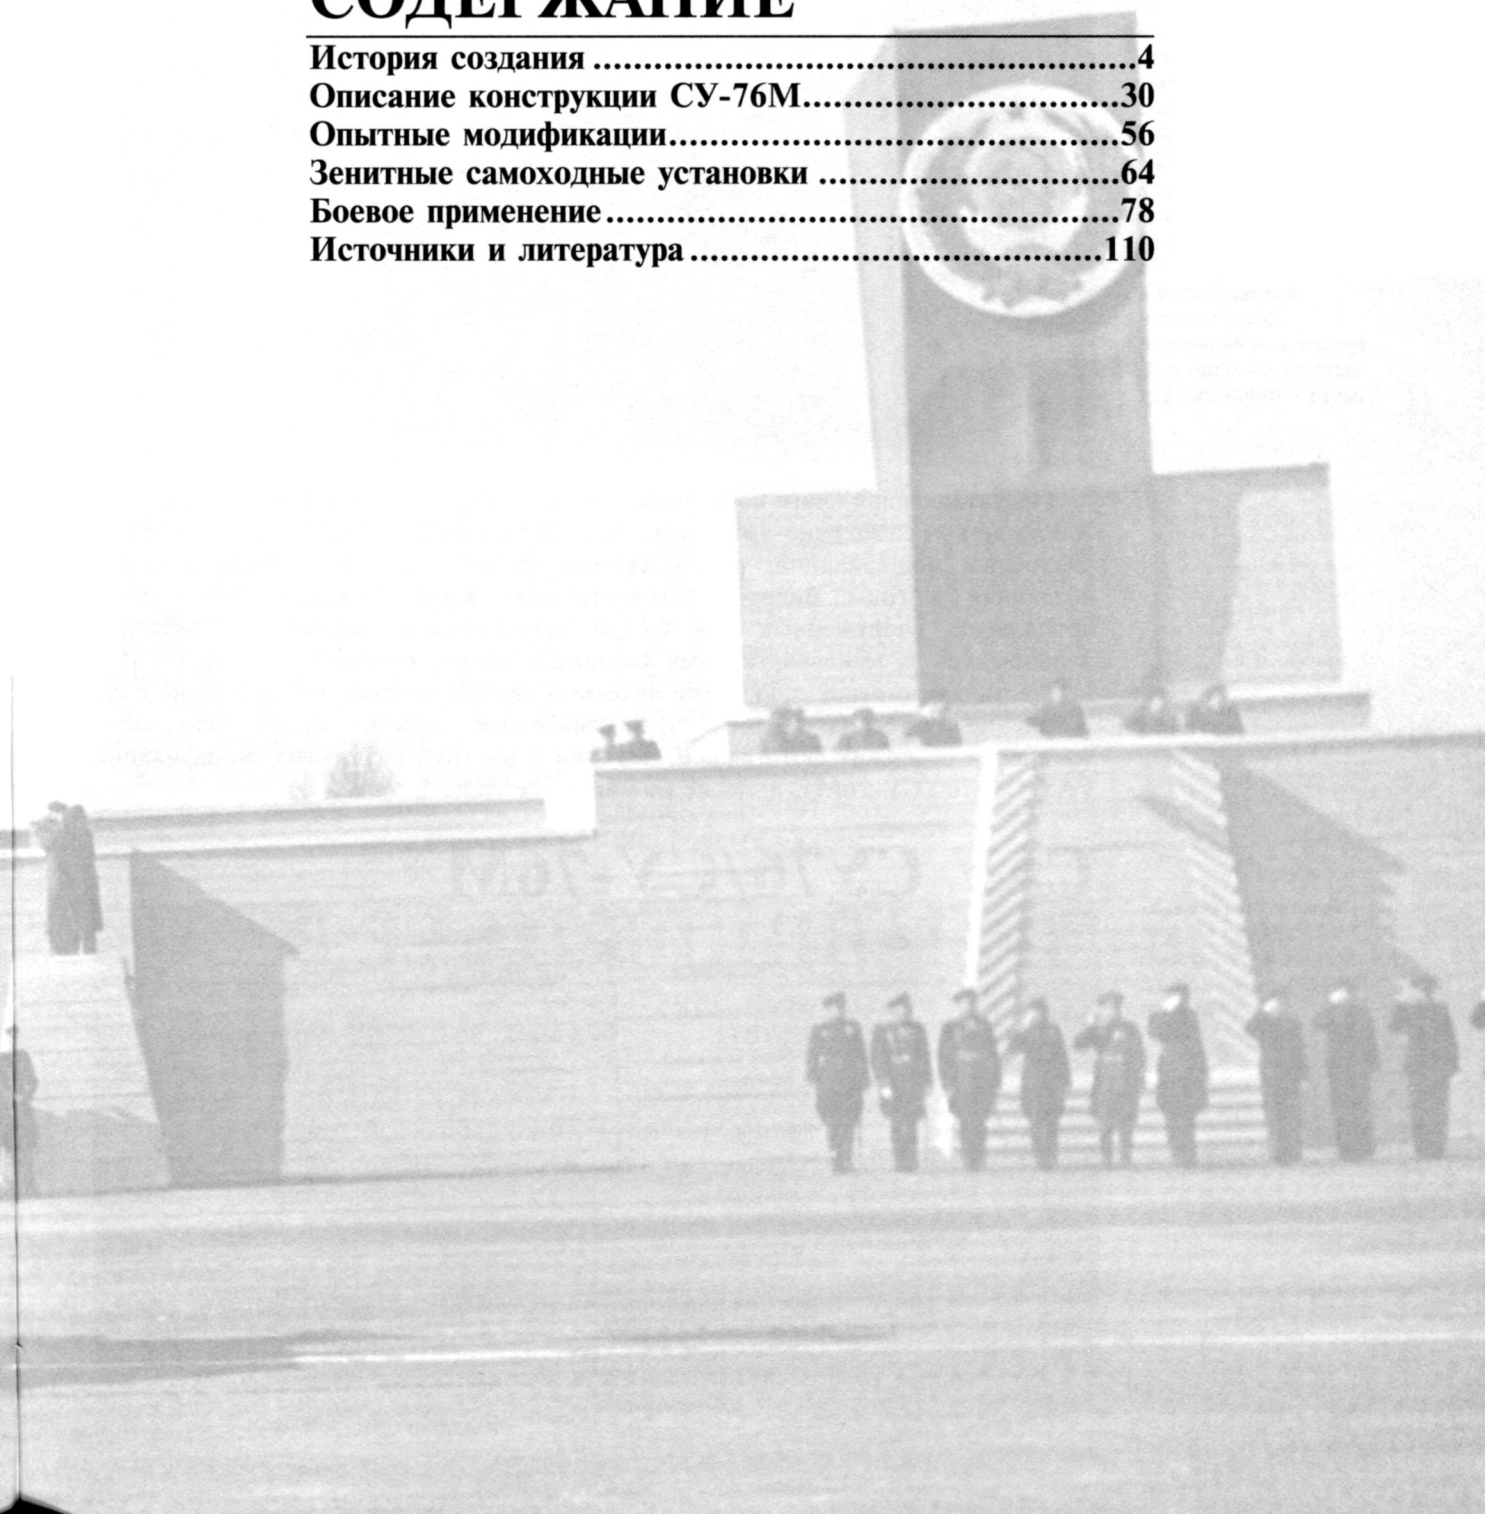 СОДЕРЖАНИЕ
История создания ........................................................4
Описание конструкции СУ-76М.................................30
Опытные модификации...............................................56
Зенитные самоходные установки ...............................64
Боевое применение.....................................................78
Источники и литература ...........................................110